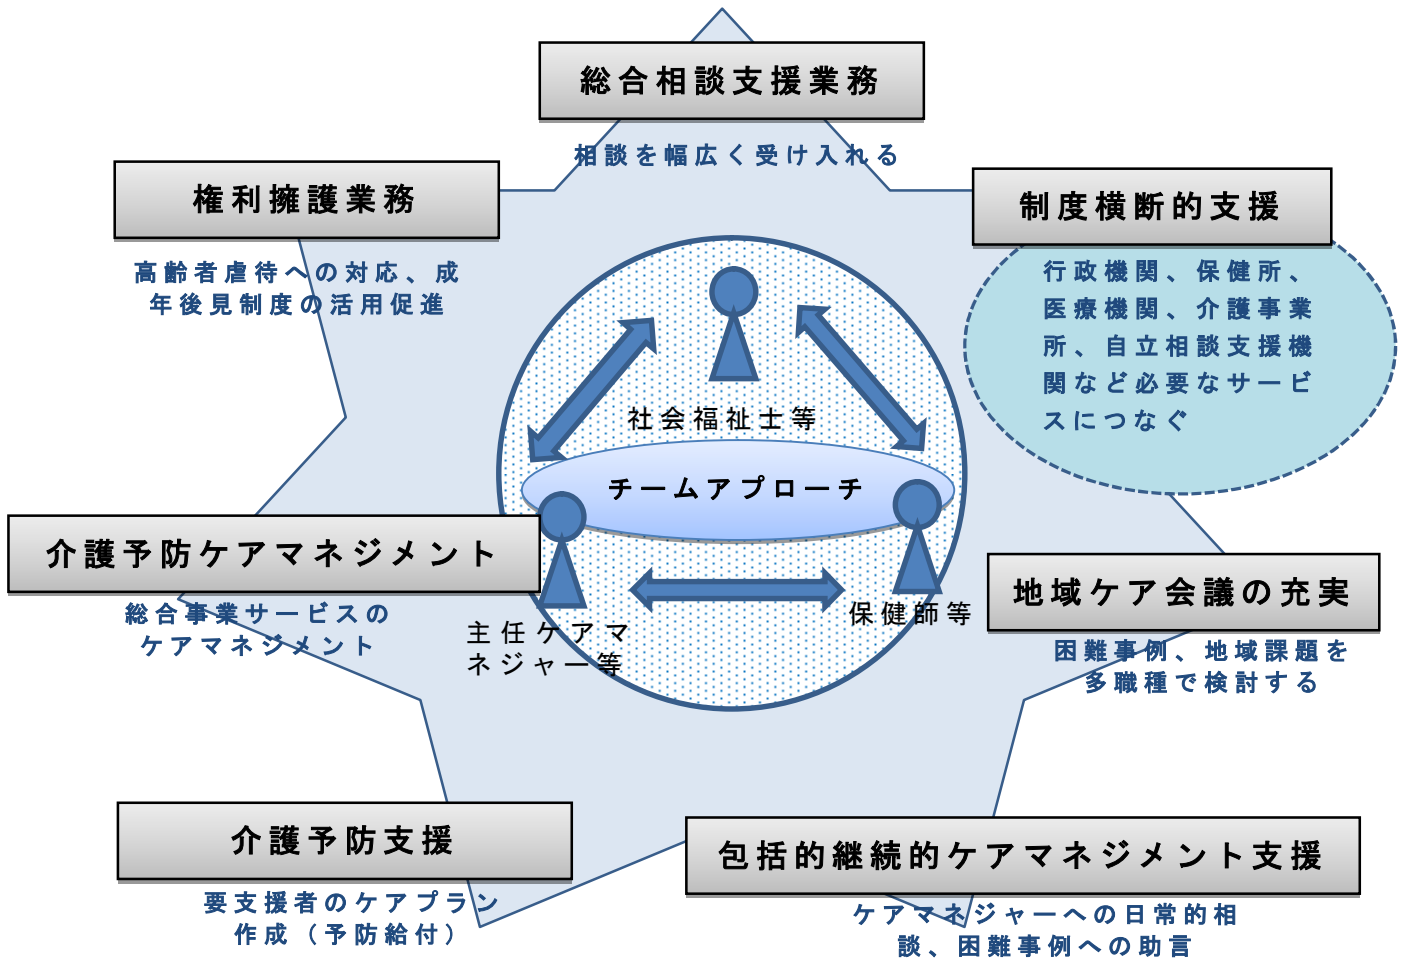 総合相談支援業務
相談を幅広く受け入れる
権利擁護業務
高齢者虐待への対応、成
年後見制度の活用促進
制度横断的支援
行政機関、保健所、
医療機関、介護事業
所、自立相談支援機
関など必要なサービ
スにつなぐ
社会福祉士等
チームアプローチ
介護予防ケアマネジメント
総合事業サービスの
ケアマネジメント
主任ケアマ
ネジャー等
保健師等
地域ケア会議の充実
困難事例、地域課題を
多職種で検討する
介護予防支援
要支援者のケアプラン
作成（予防給付）
包括的継続的ケアマネジメント支援
ケアマネジャーへの日常的相
談、困難事例への助言